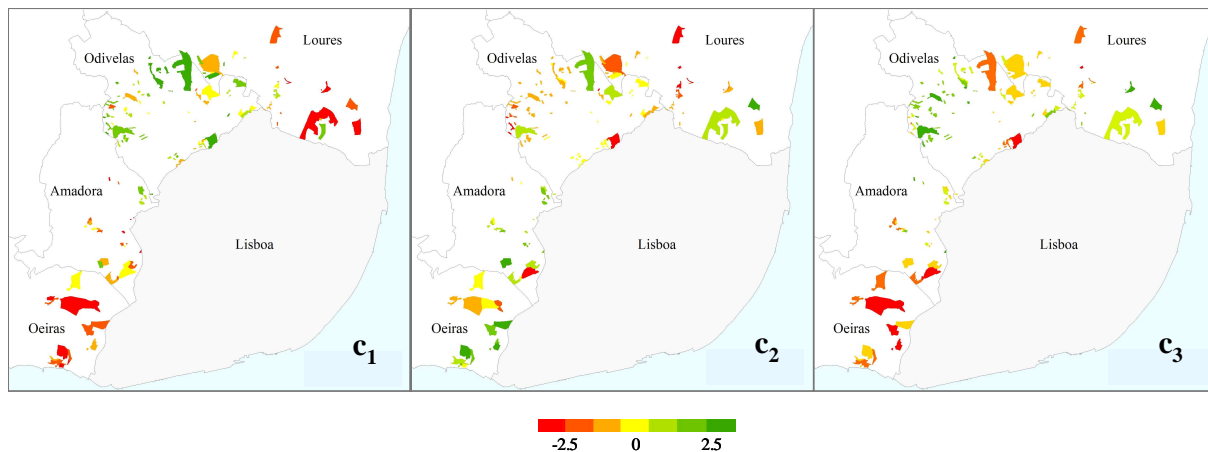 Odivelas
Loures
Amadora
Lisboa
Oeiras
c1
Odivelas
Loures
Amadora
Lisboa
Oeiras
c2
Odivelas
Loures
Amadora
Lisboa
Oeiras
c3
-2.5 0 2.5